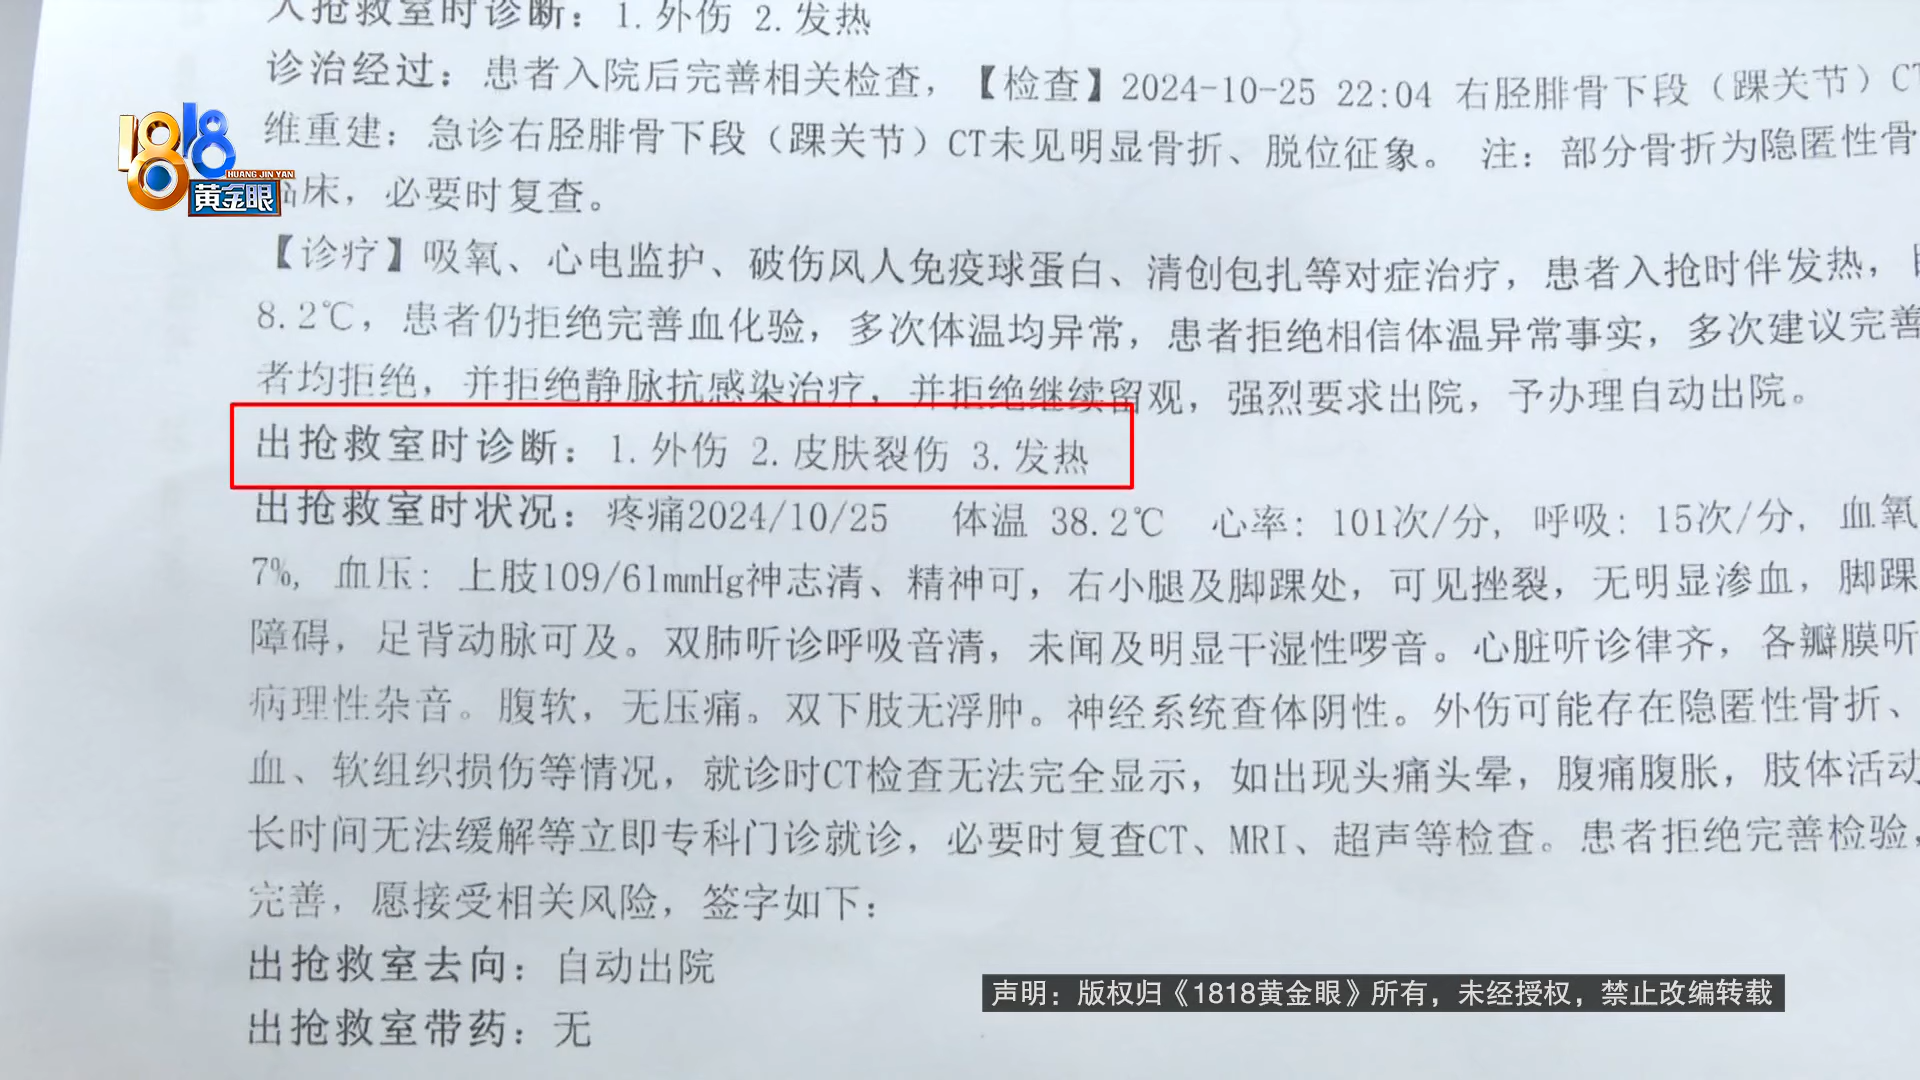 入抢救室时诊断：1. 外伤 2. 发热
诊治经过：患者入院后完善相关检查，【检查】2024-10-25 22:04 右胫腓骨下段（踝关节）CT
维重建：急诊右胫腓骨下段（踝关节）CT未见明显骨折、脱位征象。 注：部分骨折为隐匿性骨
临床，必要时复查。
【诊疗】吸氧、心电监护、破伤风人免疫球蛋白、清创包扎等对症治疗，患者入抢时伴发热，
8.2℃，患者仍拒绝完善血化验，多次体温均异常，患者拒绝相信体温异常事实，多次建议完善
者均拒绝，并拒绝静脉抗感染治疗，并拒绝继续留观，强烈要求出院，予办理自动出院。
出抢救室时诊断：1. 外伤 2. 皮肤裂伤 3. 发热
出抢救室时状况：疼痛2024/10/25 体温 38.2℃ 心率：101次/分，呼吸：15次/分，血氧
7%，血压：上肢109/61mmHg神志清、精神可，右小腿及脚踝处，可见挫裂，无明显渗血，脚踝
障碍，足背动脉可及。双肺听诊呼吸音清，未闻及明显干湿性啰音。心脏听诊律齐，各瓣膜听
病理性杂音。腹软，无压痛。双下肢无浮肿。神经系统查体阴性。外伤可能存在隐匿性骨折、
血、软组织损伤等情况，就诊时CT检查无法完全显示，如出现头痛头晕，腹痛腹胀，肢体活动
长时间无法缓解等立即专科门诊就诊，必要时复查CT、MRI、超声等检查。患者拒绝完善检验，
完善，愿接受相关风险，签字如下：
出抢救室去向：自动出院
出抢救室带药：无
1818
HUANG JIN YAN
黄金眼
声明：版权归《1818黄金眼》所有，未经授权，禁止改编转载